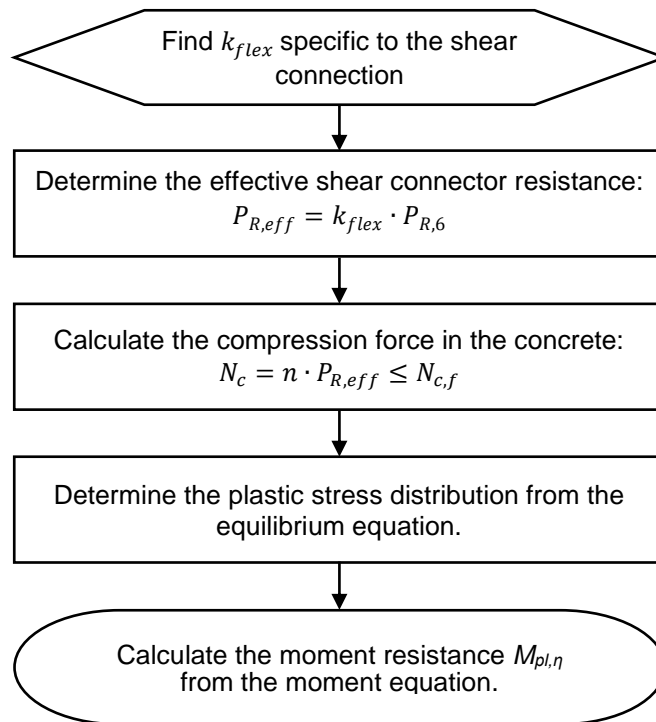 Find k_flex specific to the shear
connection
Determine the effective shear connector resistance:
P_R,eff = k_flex · P_R,6
Calculate the compression force in the concrete:
N_c = n · P_R,eff ≤ N_c,f
Determine the plastic stress distribution from the
equilibrium equation.
Calculate the moment resistance M_pl,η
from the moment equation.